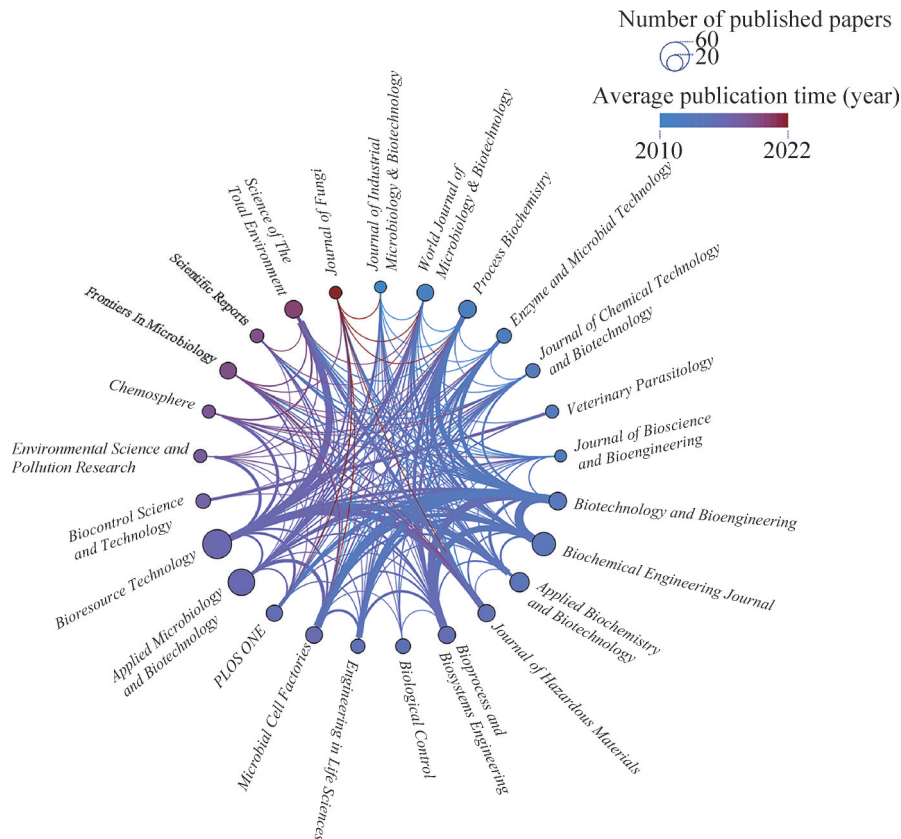 Number of published papers
60
20
Average publication time (year)
2010
2022
Science of The
Total Environment
Journal of Fungi
Journal of Industrial
Microbiology & Biotechnology
World Journal of
Microbiology & Biotechnology
Process Biochemistry
Enzyme and Microbial Technology
Journal of Chemical Technology
and Biotechnology
Veterinary Parasitology
Journal of Bioscience
and Bioengineering
Biotechnology and Bioengineering
Biochemical Engineering Journal
Applied Biochemistry
and Biotechnology
Journal of Hazardous Materials
Bioprocess and
Biosystems Engineering
Biological Control
Engineering in Life Sciences
Microbial Cell Factories
PLOS ONE
Applied Microbiology
and Biotechnology
Bioresource Technology
Biocontrol Science
and Technology
Environmental Science and
Pollution Research
Chemosphere
Frontiers In Microbiology
Scientific Reports